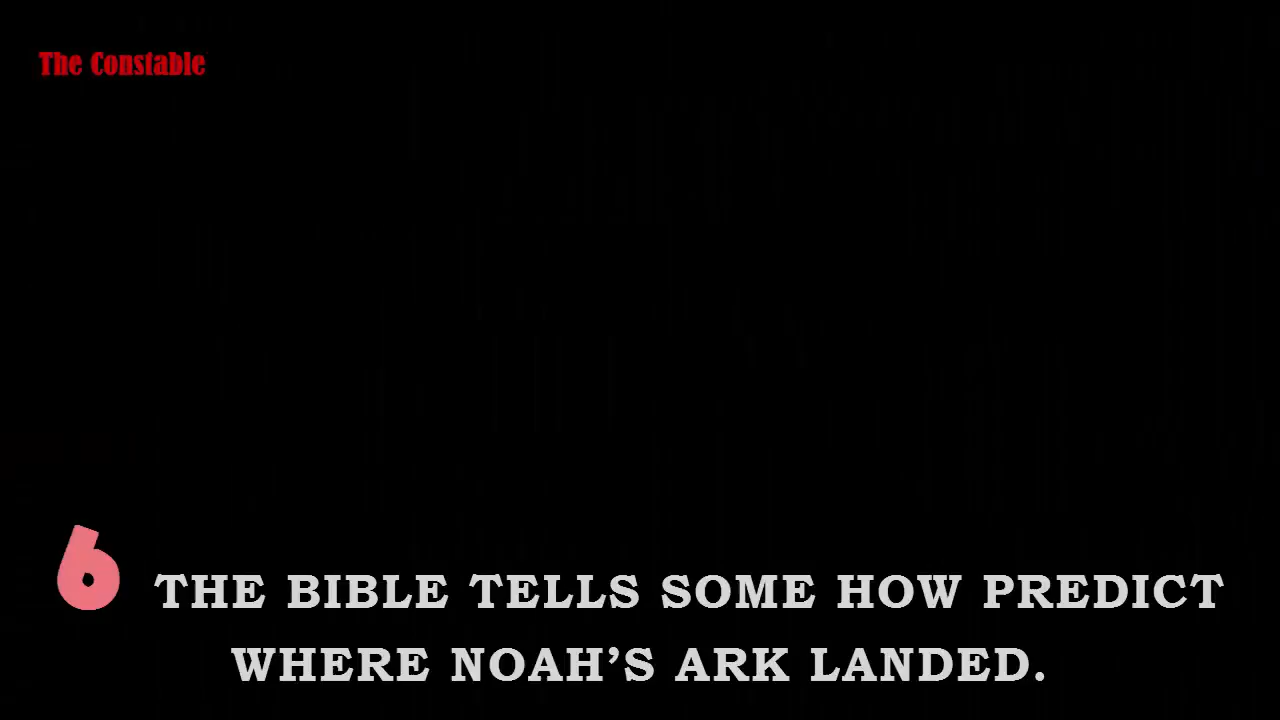 The Constable
6 THE BIBLE TELLS SOME HOW PREDICT
WHERE NOAH’S ARK LANDED.